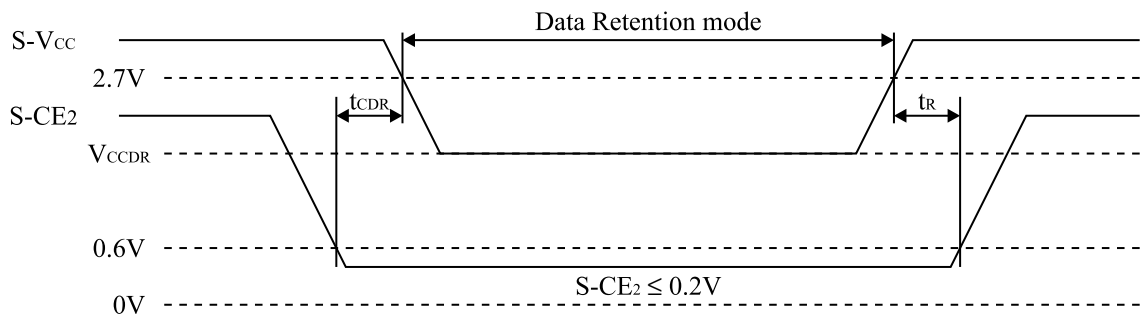 Data Retention mode
S-VCC
2.7V
tCDR
tR
S-CE2
VCCDR
0.6V
S-CE2 ≤ 0.2V
0V